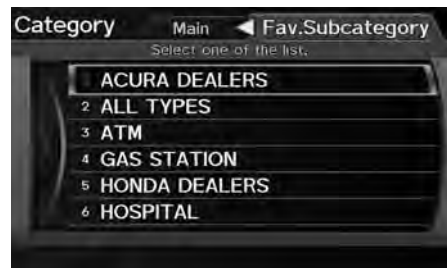 Category Main ◀ Fav.Subcategory
Select one of the list.
1 ACURA DEALERS
2 ALL TYPES
3 ATM
4 GAS STATION
5 HONDA DEALERS
6 HOSPITAL